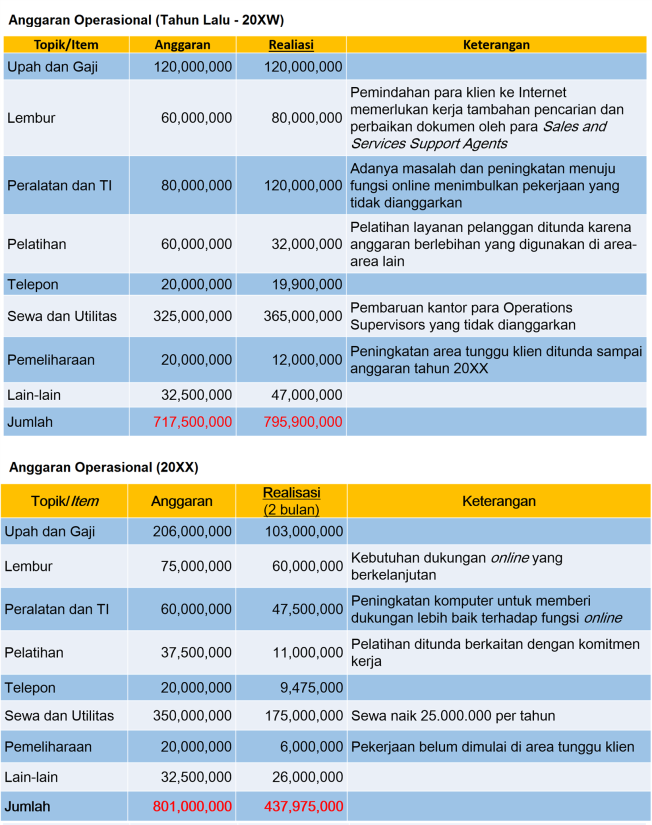 Anggaran Operasional (Tahun Lalu - 20XW)
Topik/Item Anggaran Realiasi Keterangan
Upah dan Gaji 120,000,000 120,000,000
Lembur 60,000,000 80,000,000 Pemindahan para klien ke Internet
memerlukan kerja tambahan pencarian dan
perbaikan dokumen oleh para Sales and
Services Support Agents
Peralatan dan TI 80,000,000 120,000,000 Adanya masalah dan peningkatan menuju
fungsi online menimbulkan pekerjaan yang
tidak dianggarkan
Pelatihan 60,000,000 32,000,000 Pelatihan layanan pelanggan ditunda karena
anggaran berlebihan yang digunakan di area-
area lain
Telepon 20,000,000 19,900,000
Sewa dan Utilitas 325,000,000 365,000,000 Pembaruan kantor para Operations
Supervisors yang tidak dianggarkan
Pemeliharaan 20,000,000 12,000,000 Peningkatan area tunggu klien ditunda sampai
anggaran tahun 20XX
Lain-lain 32,500,000 47,000,000
Jumlah 717,500,000 795,900,000
Anggaran Operasional (20XX)
Topik/Item Anggaran Realisasi
(2 bulan) Keterangan
Upah dan Gaji 206,000,000 103,000,000
Lembur 75,000,000 60,000,000 Kebutuhan dukungan online yang
berkelanjutan
Peralatan dan TI 60,000,000 47,500,000 Peningkatan komputer untuk memberi
dukungan lebih baik terhadap fungsi online
Pelatihan 37,500,000 11,000,000 Pelatihan ditunda berkaitan dengan komitmen
kerja
Telepon 20,000,000 9,475,000
Sewa dan Utilitas 350,000,000 175,000,000 Sewa naik 25.000.000 per tahun
Pemeliharaan 20,000,000 6,000,000 Pekerjaan belum dimulai di area tunggu klien
Lain-lain 32,500,000 26,000,000
Jumlah 801,000,000 437,975,000